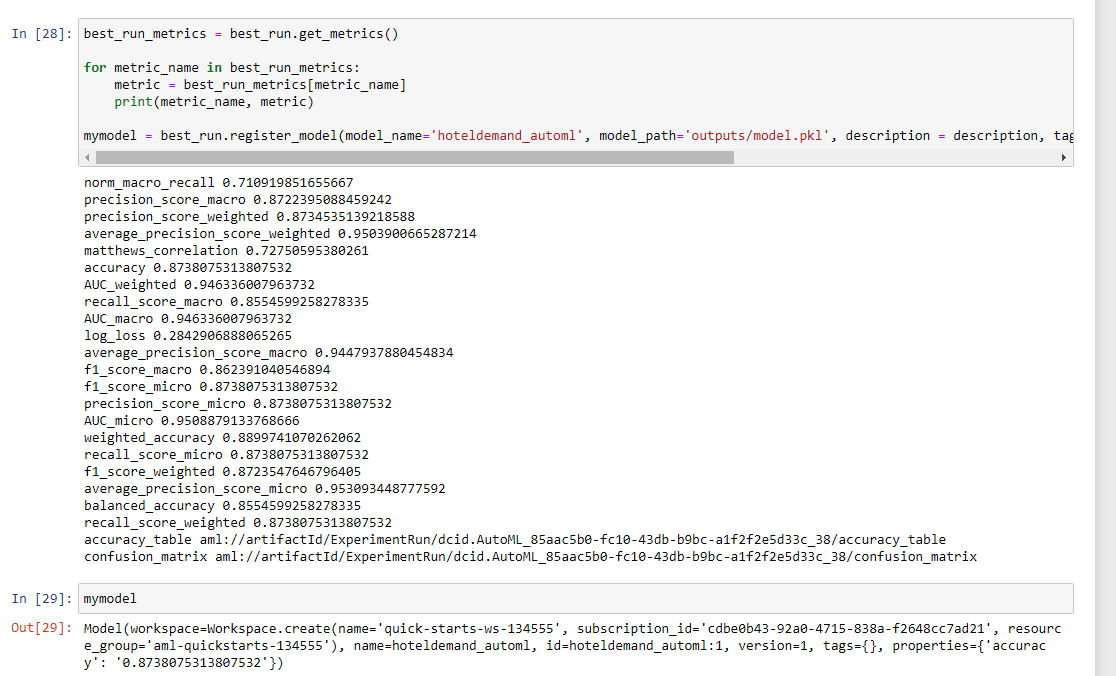 In [28]: best_run_metrics = best_run.get_metrics()
for metric_name in best_run_metrics:
    metric = best_run_metrics[metric_name]
    print(metric_name, metric)
mymodel = best_run.register_model(model_name='hoteldemand_automl', model_path='outputs/model.pkl', description = description, tag
norm_macro_recall 0.710919851655667
precision_score_macro 0.8722395088459242
precision_score_weighted 0.8734535139218588
average_precision_score_weighted 0.9503900665287214
matthews_correlation 0.72750595380261
accuracy 0.8738075313807532
AUC_weighted 0.946336007963732
recall_score_macro 0.8554599258278335
AUC_macro 0.946336007963732
log_loss 0.2842906888065265
average_precision_score_macro 0.9447937880454834
f1_score_macro 0.862391040546894
f1_score_micro 0.8738075313807532
precision_score_micro 0.8738075313807532
AUC_micro 0.9508879133768666
weighted_accuracy 0.8899741070262062
recall_score_micro 0.8738075313807532
f1_score_weighted 0.8723547646796405
average_precision_score_micro 0.953093448777592
balanced_accuracy 0.8554599258278335
recall_score_weighted 0.8738075313807532
accuracy_table aml://artifactId/ExperimentRun/dcid.AutoML_85aac5b0-fc10-43db-b9bc-a1f2f2e5d33c_38/accuracy_table
confusion_matrix aml://artifactId/ExperimentRun/dcid.AutoML_85aac5b0-fc10-43db-b9bc-a1f2f2e5d33c_38/confusion_matrix
In [29]: mymodel
Out[29]: Model(workspace=Workspace.create(name='quick-starts-ws-134555', subscription_id='cdbe0b43-92a0-4715-838a-f2648cc7ad21', resourc
e_group='aml-quickstarts-134555'), name=hoteldemand_automl, id=hoteldemand_automl:1, version=1, tags={}, properties={'accurac
y': '0.8738075313807532'})